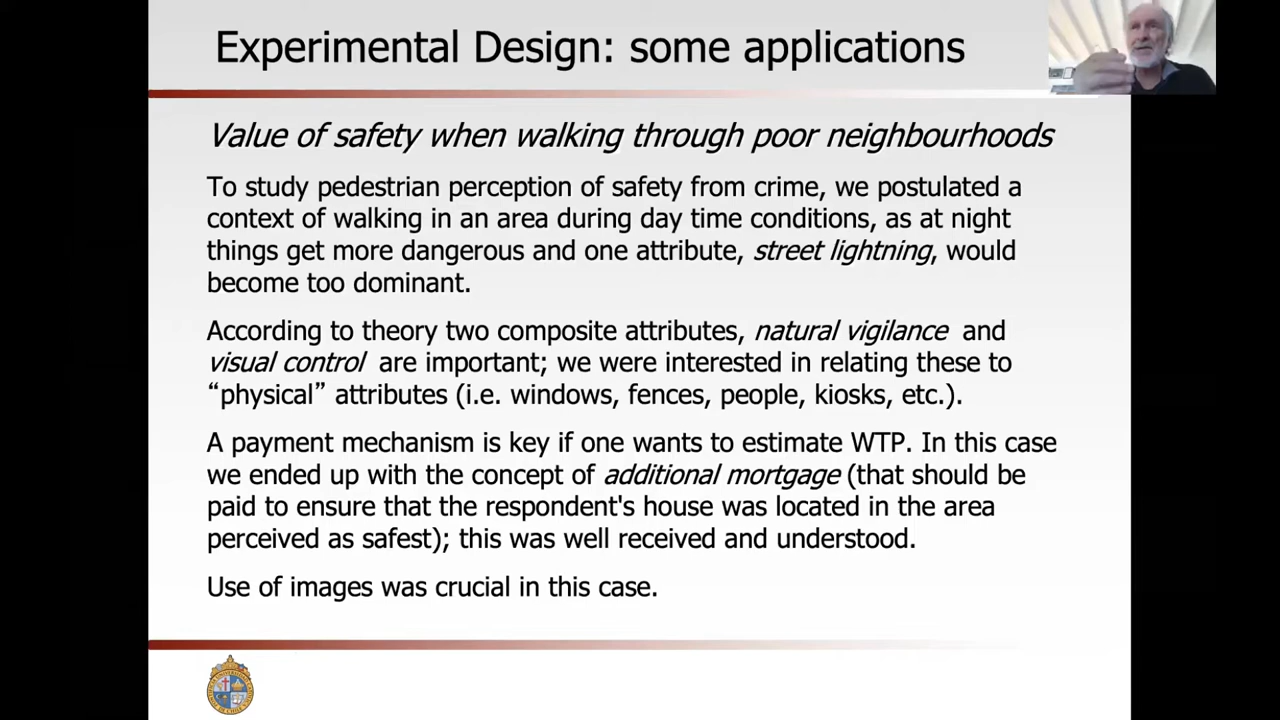 Experimental Design: some applications
Value of safety when walking through poor neighbourhoods
To study pedestrian perception of safety from crime, we postulated a
context of walking in an area during day time conditions, as at night
things get more dangerous and one attribute, street lightning, would
become too dominant.
According to theory two composite attributes, natural vigilance and
visual control are important; we were interested in relating these to
“physical” attributes (i.e. windows, fences, people, kiosks, etc.).
A payment mechanism is key if one wants to estimate WTP. In this case
we ended up with the concept of additional mortgage (that should be
paid to ensure that the respondent's house was located in the area
perceived as safest); this was well received and understood.
Use of images was crucial in this case.